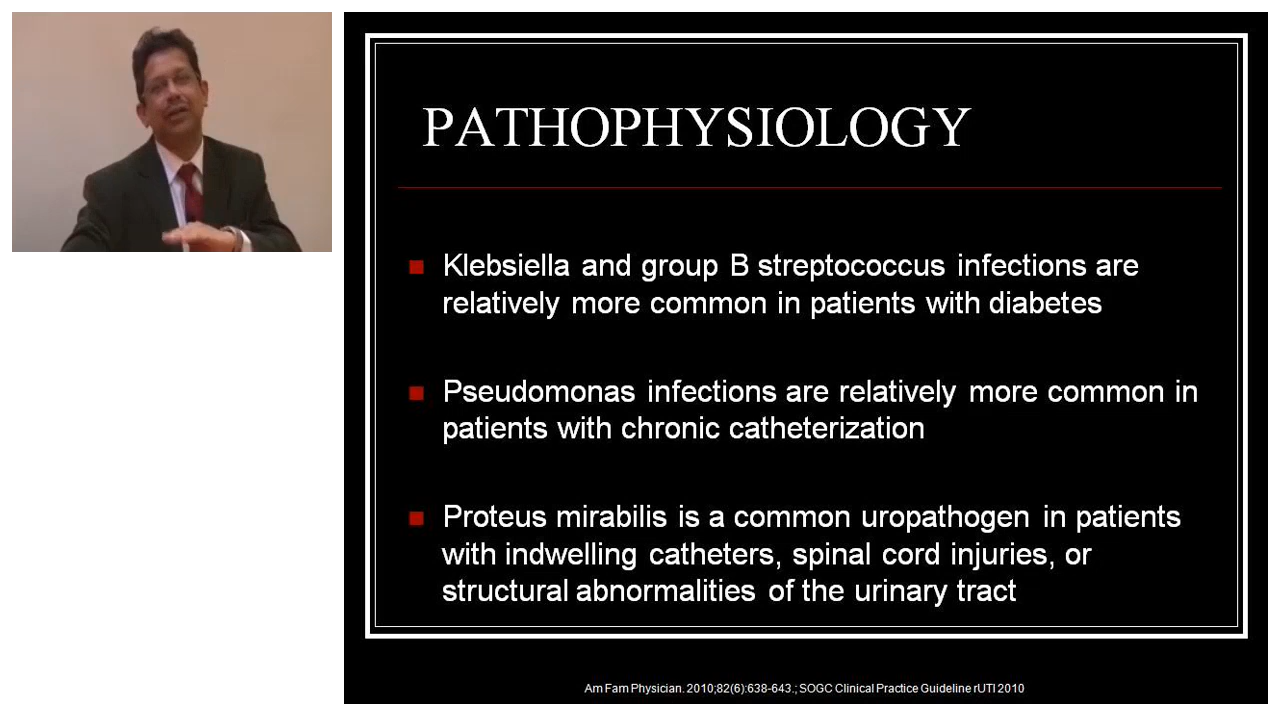 PATHOPHYSIOLOGY
Klebsiella and group B streptococcus infections are
relatively more common in patients with diabetes
Pseudomonas infections are relatively more common in
patients with chronic catheterization
Proteus mirabilis is a common uropathogen in patients
with indwelling catheters, spinal cord injuries, or
structural abnormalities of the urinary tract
Am Fam Physician. 2010;82(6):638-643.; SOGC Clinical Practice Guideline rUTI 2010